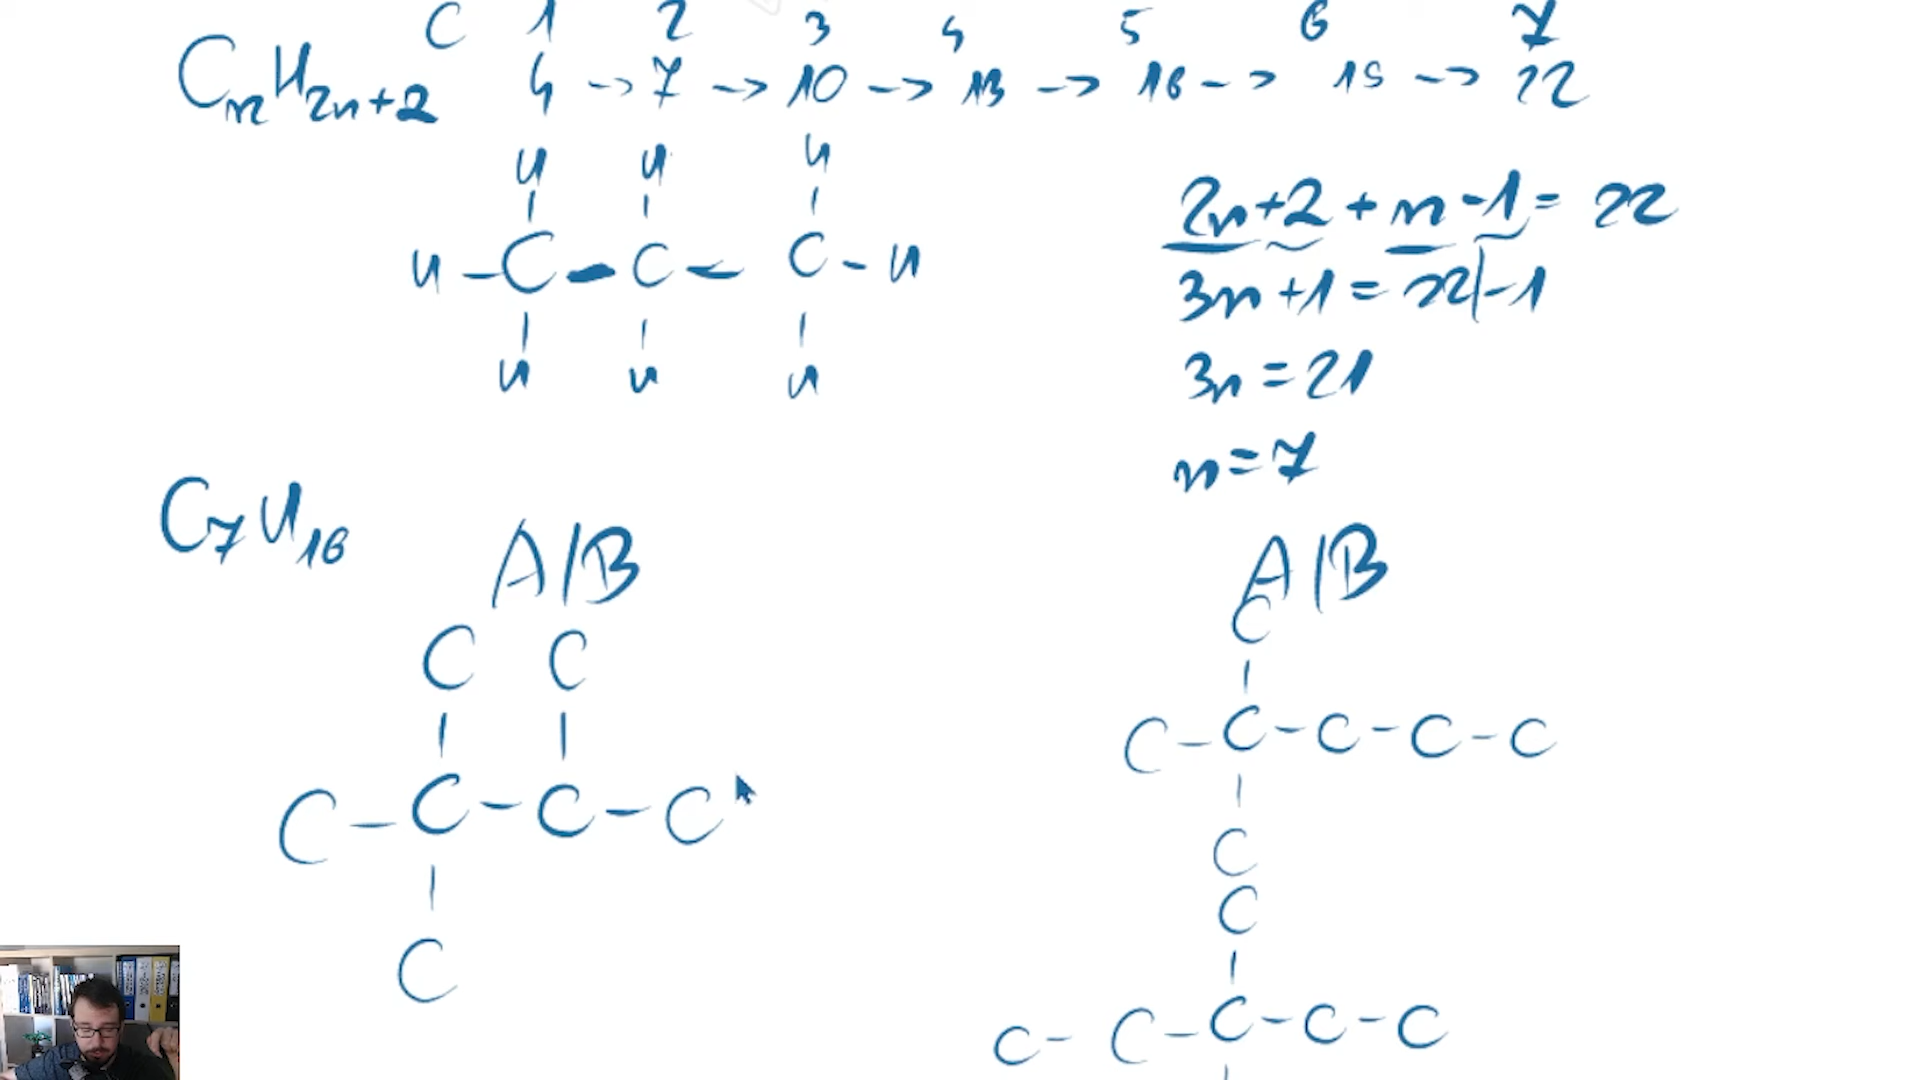 C 1 2 3 4 5 6 7
CnH2n+2 4 -> 7 -> 10 -> 13 -> 16 -> 19 -> 22
H H H
2n+2 + n-1 = 22
H - C - C - C - H
3n+1 = 22 |-1
H H H
3n = 21
n = 7
C7H16
A/B A/B
C C C
C - C - C - C - C
C - C - C - C
C
C
C
C - C - C - C - C